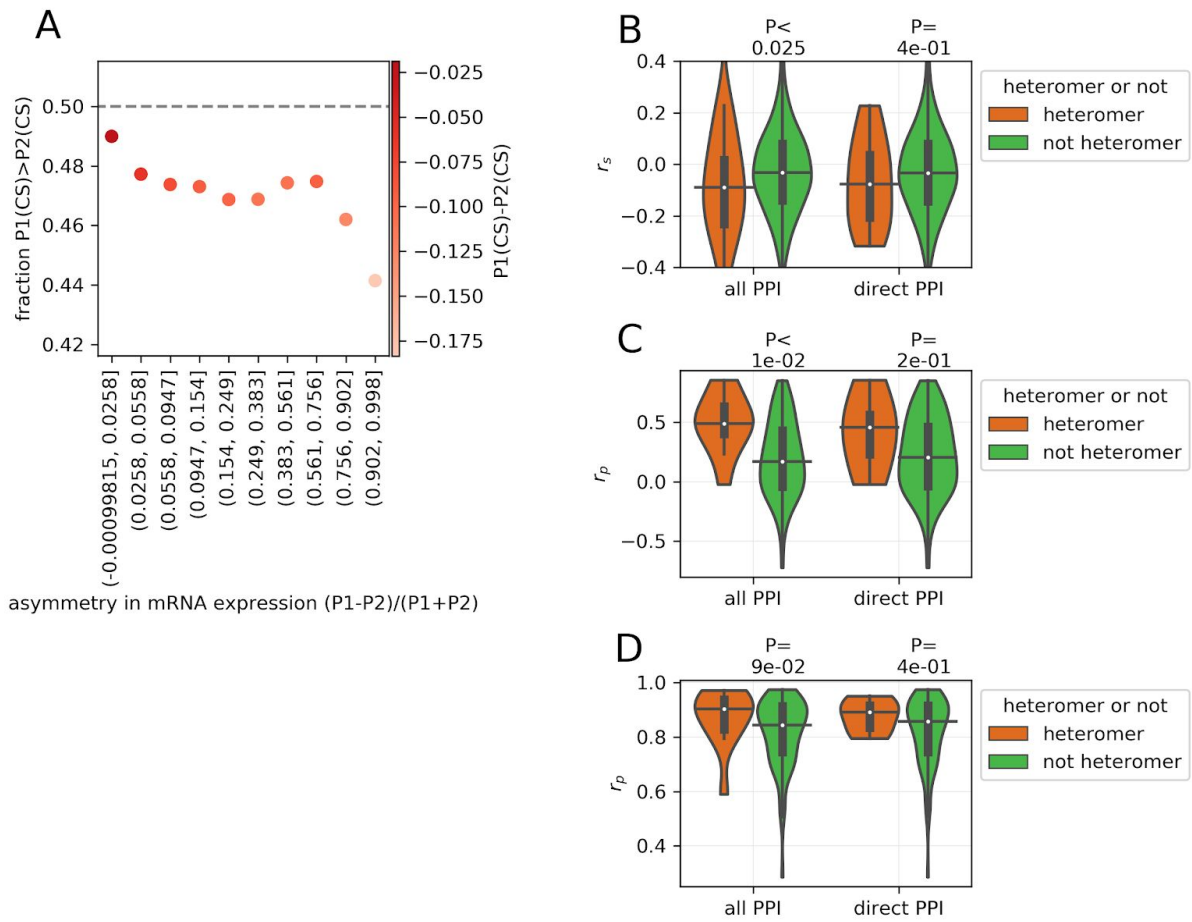 A
fraction P1(CS)>P2(CS)
0.50
0.48
0.46
0.44
0.42
−0.025
−0.050
−0.075
−0.100
−0.125
−0.150
−0.175
P1(CS)-P2(CS)
(-0.00099815, 0.0258]
(0.0258, 0.0558]
(0.0558, 0.0947]
(0.0947, 0.154]
(0.154, 0.249]
(0.249, 0.383]
(0.383, 0.561]
(0.561, 0.756]
(0.756, 0.902]
(0.902, 0.998]
asymmetry in mRNA expression (P1-P2)/(P1+P2)
B
P<
0.025
P=
4e-01
rs
0.4
0.2
0.0
−0.2
−0.4
all PPI
direct PPI
heteromer or not
heteromer
not heteromer
C
P<
1e-02
P=
2e-01
rp
0.5
0.0
−0.5
all PPI
direct PPI
heteromer or not
heteromer
not heteromer
D
P=
9e-02
P=
4e-01
rp
1.0
0.8
0.6
0.4
all PPI
direct PPI
heteromer or not
heteromer
not heteromer